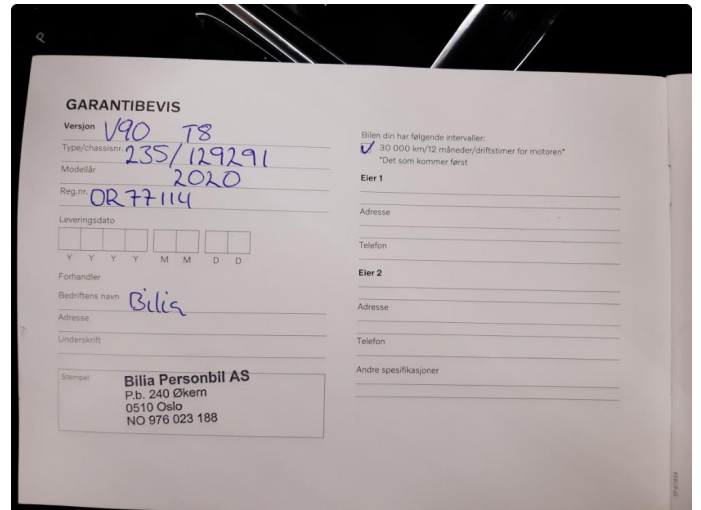 GARANTIBEVIS
Versjon V90 T8
Type/chassisnr. 235/129291
Modellår 2020
Reg.nr. DR77114
Leveringsdato
Y Y Y Y M M D D
Forhandler
Bedriftens navn Bilia
Adresse
Underskrift
Stempel
Bilia Personbil AS
P.b. 240 Økern
0510 Oslo
NO 976 023 188
Bilen din har følgende intervaller:
30 000 km/12 måneder/driftstimer for motoren*
*Det som kommer først
Eier 1
Adresse
Telefon
Eier 2
Adresse
Telefon
Andre spesifikasjoner